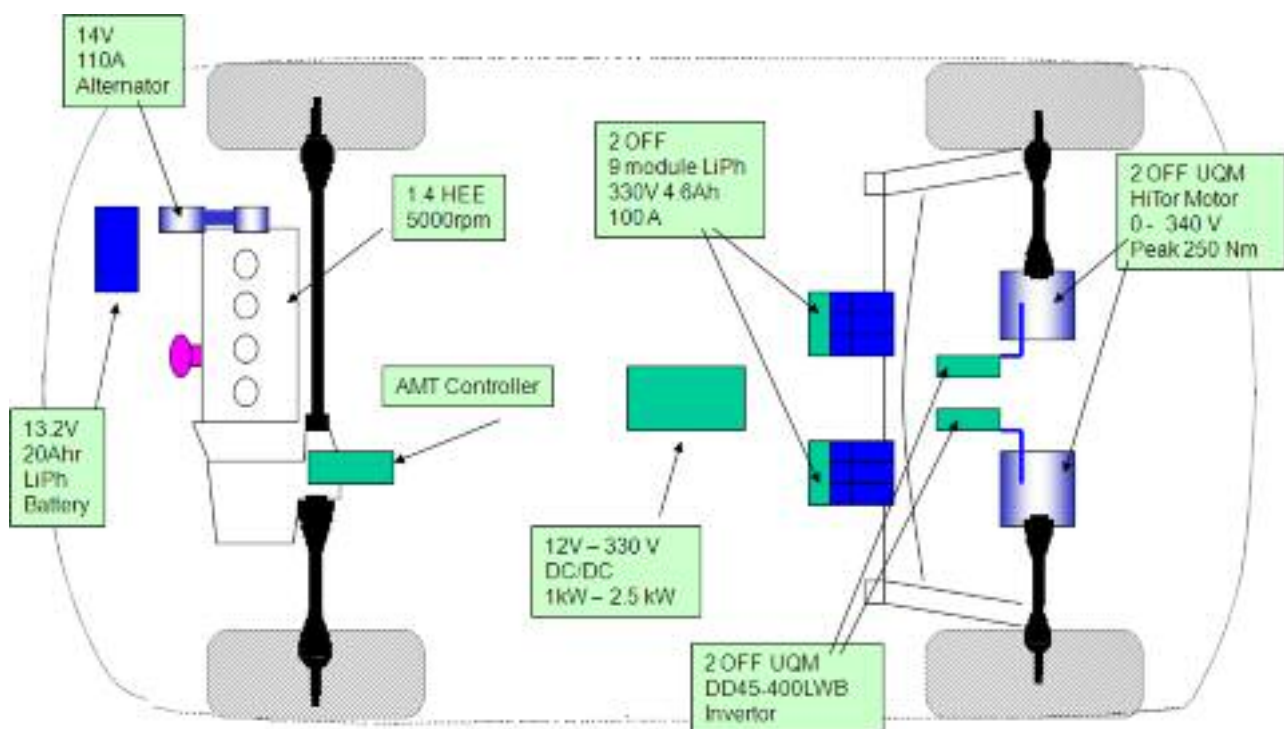 14V
110A
Alternator
2 OFF
9 module LiPh
330V 4.6Ah
100A
2 OFF UQM
HiTor Motor
0 - 340 V
Peak 250 Nm
1.4 HEE
5000rpm
AMT Controller
13.2V
20Ahr
LiPh
Battery
12V – 330 V
DC/DC
1kW – 2.5 kW
2 OFF UQM
DD45-400LWB
Invertor